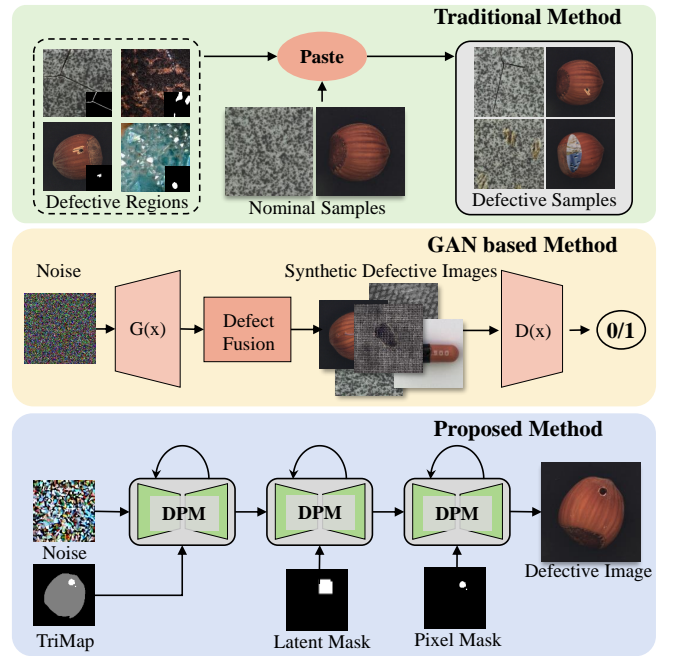 Traditional Method
Paste
Defective Regions
Nominal Samples
Defective Samples
GAN based Method
Noise
Synthetic Defective Images
G(x)
Defect
Fusion
500
D(x)
0/1
Proposed Method
DPM
DPM
DPM
Noise
Defective Image
TriMap
Latent Mask
Pixel Mask